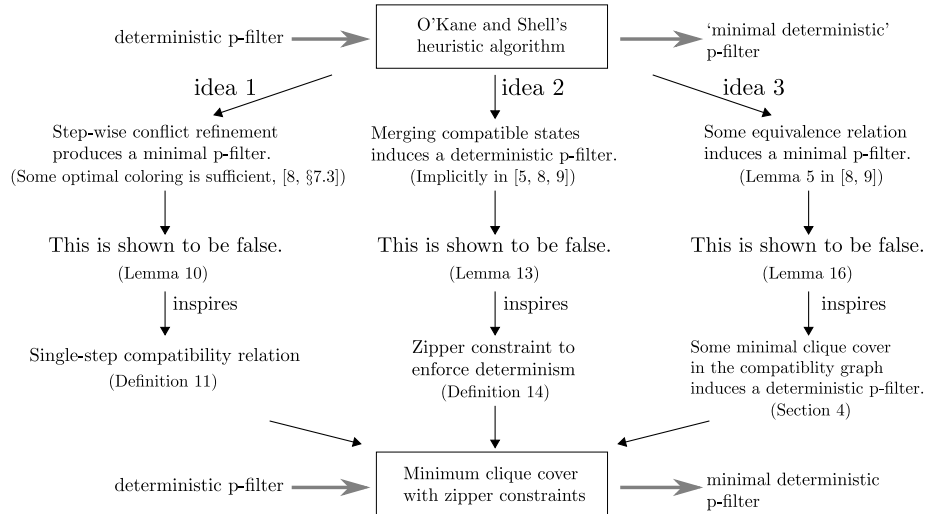 deterministic p-filter
O'Kane and Shell's
heuristic algorithm
'minimal deterministic'
p-filter
idea 1
idea 2
idea 3
Step-wise conflict refinement
produces a minimal p-filter.
(Some optimal coloring is sufficient, [8, §7.3])
Merging compatible states
induces a deterministic p-filter.
(Implicitly in [5, 8, 9])
Some equivalence relation
induces a minimal p-filter.
(Lemma 5 in [8, 9])
This is shown to be false.
(Lemma 10)
This is shown to be false.
(Lemma 13)
This is shown to be false.
(Lemma 16)
inspires
inspires
inspires
Single-step compatibility relation
(Definition 11)
Zipper constraint to
enforce determinism
(Definition 14)
Some minimal clique cover
in the compatiblity graph
induces a deterministic p-filter.
(Section 4)
deterministic p-filter
Minimum clique cover
with zipper constraints
minimal deterministic
p-filter